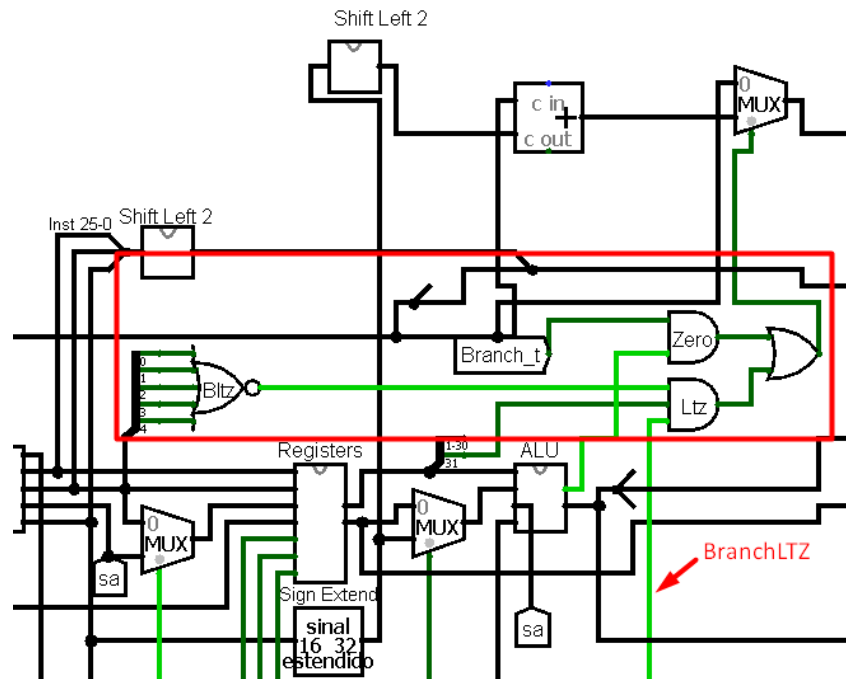 Shift Left 2
0
MUX
c in
+
c out
Inst 25-0
Shift Left 2
Branch_t
Zero
0
1
2
3
4
Bltz
Ltz
Registers
1-30
31
ALU
0
MUX
0
MUX
BranchLTZ
sa
Sign Extend
sinal
16 32
estendido
sa